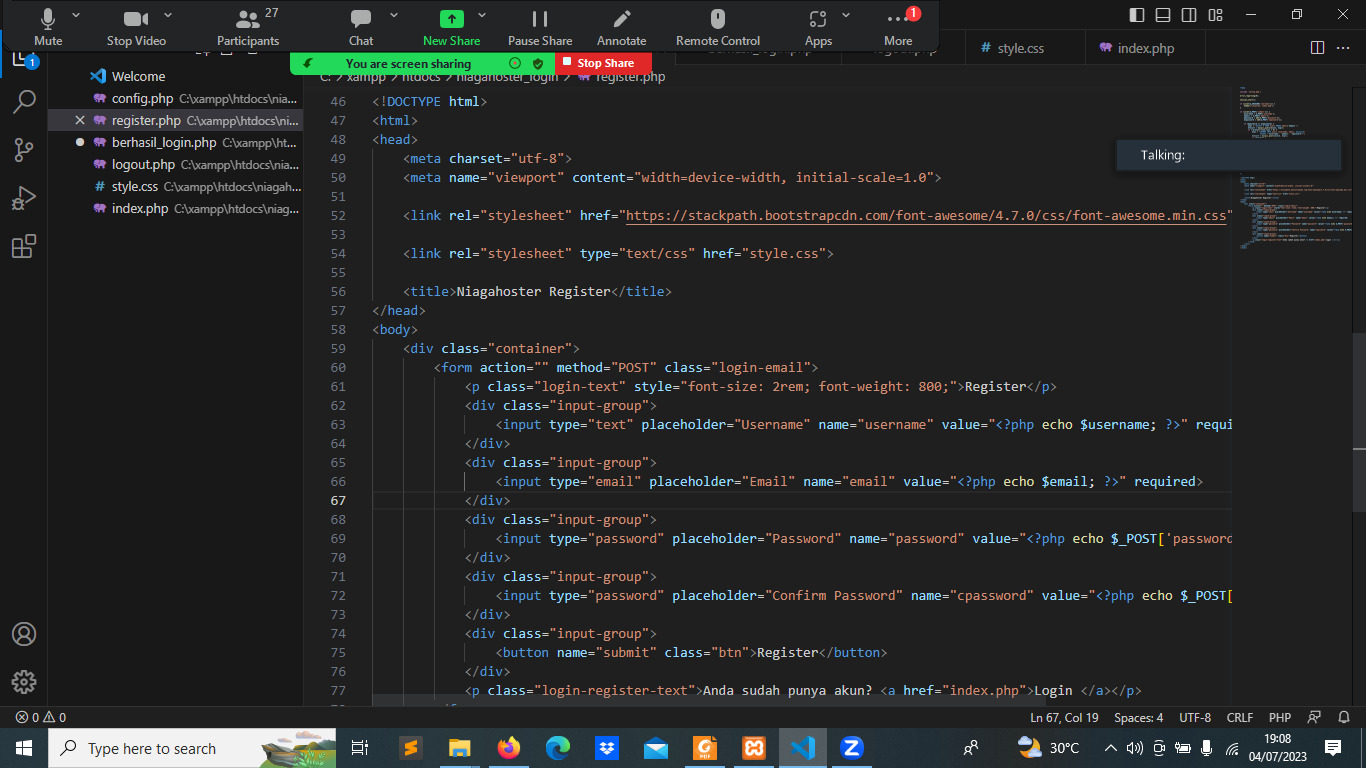 27
1
Mute
Stop Video
Participants
Chat
New Share
Pause Share
Annotate
Remote Control
Apps
More
# style.css
index.php
You are screen sharing
Stop Share
1
C: > xampp > htdocs > niagahoster_login > register.php
Welcome
config.php C:\xampp\htdocs\nia...
register.php C:\xampp\htdocs\ni...
berhasil_login.php C:\xampp\ht...
logout.php C:\xampp\htdocs\nia...
# style.css C:\xampp\htdocs\niagah...
index.php C:\xampp\htdocs\niag...
Talking:
46 <!DOCTYPE html>
47 <html>
48 <head>
49 <meta charset="utf-8">
50 <meta name="viewport" content="width=device-width, initial-scale=1.0">
51
52 <link rel="stylesheet" href="https://stackpath.bootstrapcdn.com/font-awesome/4.7.0/css/font-awesome.min.css"
53
54 <link rel="stylesheet" type="text/css" href="style.css">
55
56 <title>Niagahoster Register</title>
57 </head>
58 <body>
59 <div class="container">
60 <form action="" method="POST" class="login-email">
61 <p class="login-text" style="font-size: 2rem; font-weight: 800;">Register</p>
62 <div class="input-group">
63 <input type="text" placeholder="Username" name="username" value="<?php echo $username; ?>" requi
64 </div>
65 <div class="input-group">
66 <input type="email" placeholder="Email" name="email" value="<?php echo $email; ?>" required>
67 </div>
68 <div class="input-group">
69 <input type="password" placeholder="Password" name="password" value="<?php echo $_POST['password
70 </div>
71 <div class="input-group">
72 <input type="password" placeholder="Confirm Password" name="cpassword" value="<?php echo $_POST[
73 </div>
74 <div class="input-group">
75 <button name="submit" class="btn">Register</button>
76 </div>
77 <p class="login-register-text">Anda sudah punya akun? <a href="index.php">Login </a></p>
0 0
Ln 67, Col 19
Spaces: 4
UTF-8
CRLF
PHP
Type here to search
PDF
30°C
19:08
04/07/2023